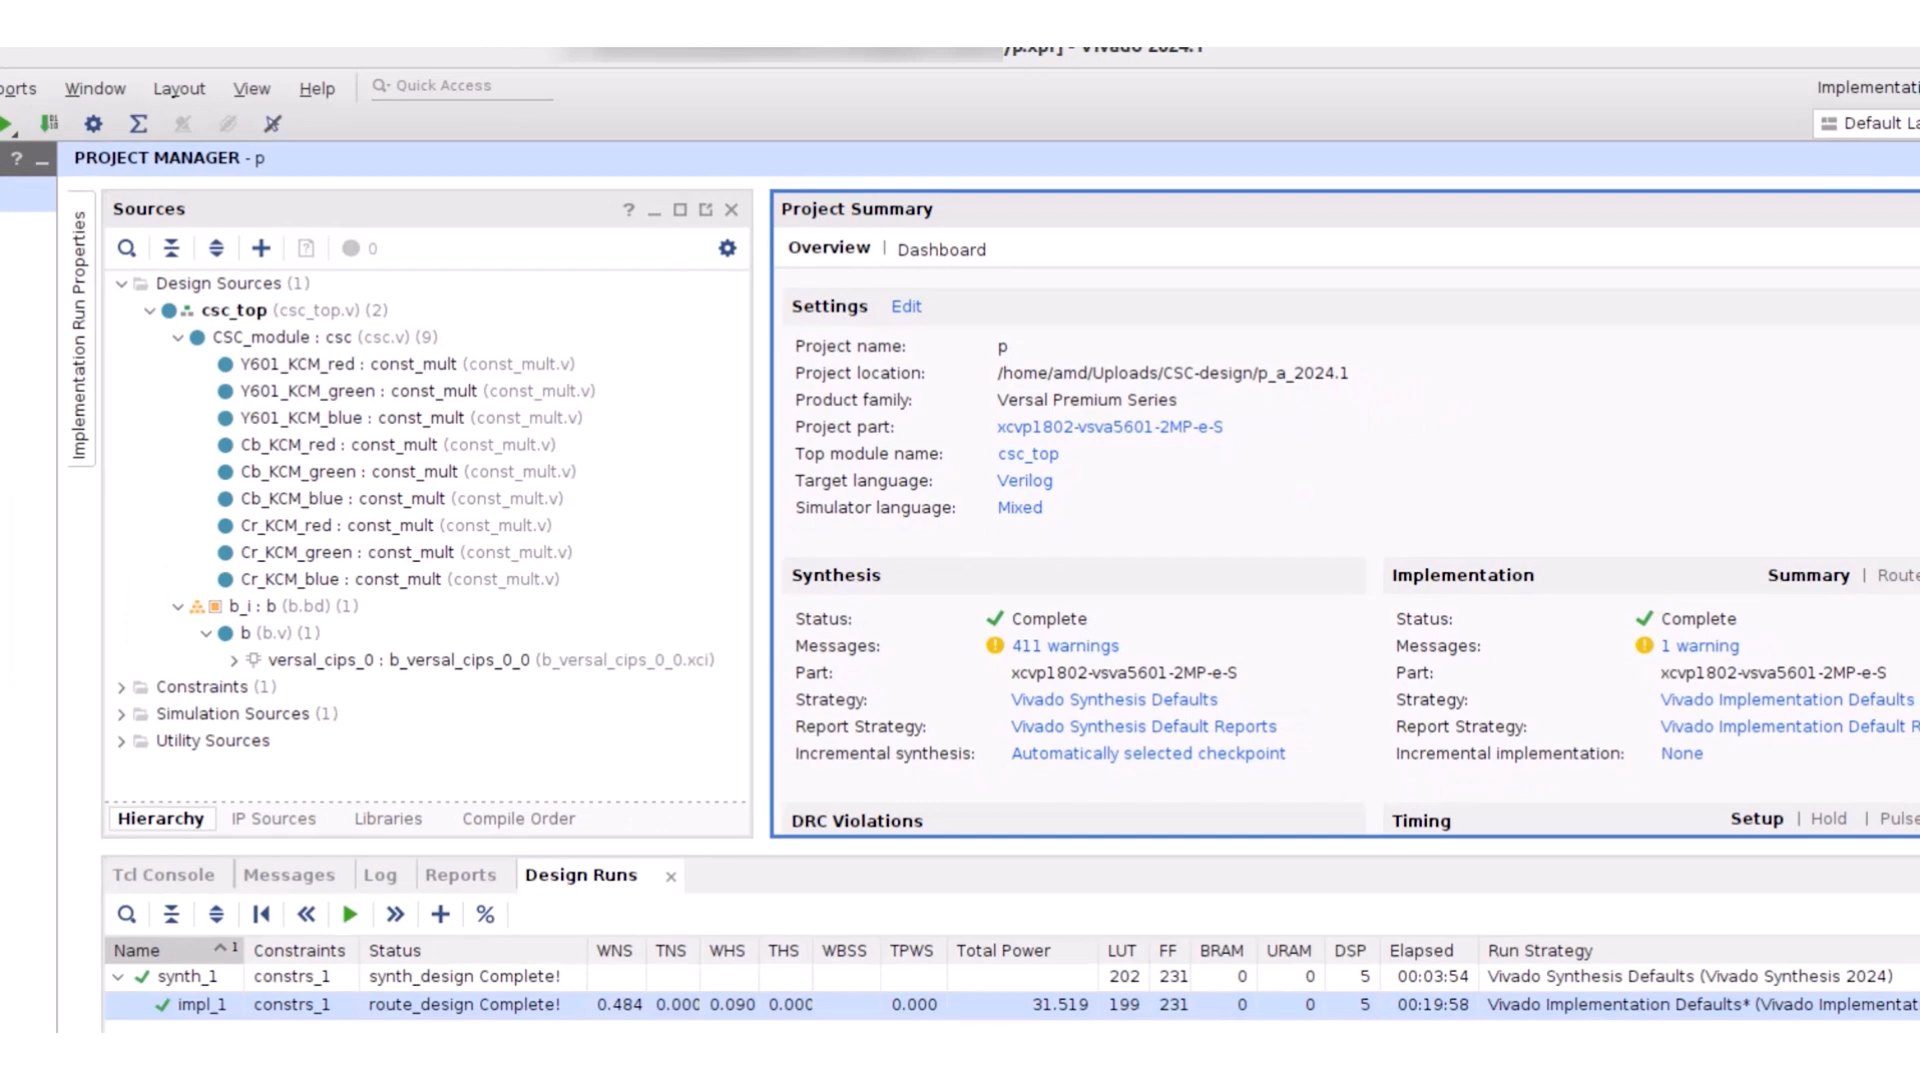 /p.xpr] - Vivado 2024.1
Window Layout View Help Quick Access
Default
? _ PROJECT MANAGER - p
Implementation Run Properties
Sources ? _
0
Design Sources (1)
csc_top (csc_top.v) (2)
CSC_module : csc (csc.v) (9)
Y601_KCM_red : const_mult (const_mult.v)
Y601_KCM_green : const_mult (const_mult.v)
Y601_KCM_blue : const_mult (const_mult.v)
Cb_KCM_red : const_mult (const_mult.v)
Cb_KCM_green : const_mult (const_mult.v)
Cb_KCM_blue : const_mult (const_mult.v)
Cr_KCM_red : const_mult (const_mult.v)
Cr_KCM_green : const_mult (const_mult.v)
Cr_KCM_blue : const_mult (const_mult.v)
b_i : b (b.bd) (1)
b (b.v) (1)
versal_cips_0 : b_versal_cips_0_0 (b_versal_cips_0_0.xci)
Constraints (1)
Simulation Sources (1)
Utility Sources
Hierarchy IP Sources Libraries Compile Order
Project Summary
Overview | Dashboard
Settings Edit
Project name: p
Project location: /home/amd/Uploads/CSC-design/p_a_2024.1
Product family: Versal Premium Series
Project part: xcvp1802-vsva5601-2MP-e-S
Top module name: csc_top
Target language: Verilog
Simulator language: Mixed
Synthesis
Status: Complete
Messages: 411 warnings
Part: xcvp1802-vsva5601-2MP-e-S
Strategy: Vivado Synthesis Defaults
Report Strategy: Vivado Synthesis Default Reports
Incremental synthesis: Automatically selected checkpoint
Implementation Summary |
Status: Complete
Messages: 1 warning
Part: xcvp1802-vsva5601-2MP-e-S
Strategy: Vivado Implementation Defaults
Report Strategy: Vivado Implementation Default
Incremental implementation: None
DRC Violations
Timing Setup | Hold | Pulse
Tcl Console Messages Log Reports Design Runs
%
Name 1 Constraints Status WNS TNS WHS THS WBSS TPWS Total Power LUT FF BRAM URAM DSP Elapsed Run Strategy
synth_1 constrs_1 synth_design Complete! 202 231 0 0 5 00:03:54 Vivado Synthesis Defaults (Vivado Synthesis 2024)
impl_1 constrs_1 route_design Complete! 0.484 0.000 0.090 0.000 0.000 31.519 199 231 0 0 5 00:19:58 Vivado Implementation Defaults* (Vivado